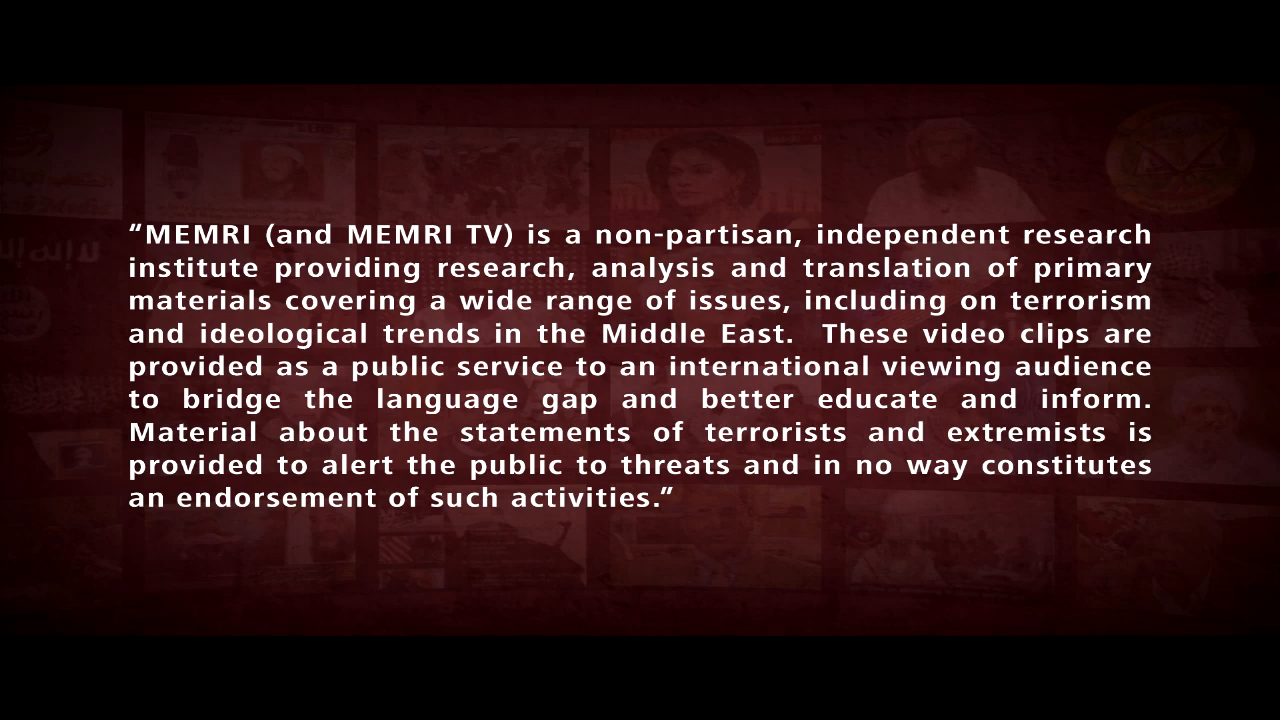 “MEMRI (and MEMRI TV) is a non-partisan, independent research
institute providing research, analysis and translation of primary
materials covering a wide range of issues, including on terrorism
and ideological trends in the Middle East.  These video clips are
provided as a public service to an international viewing audience
to bridge the language gap and better educate and inform.
Material about the statements of terrorists and extremists is
provided to alert the public to threats and in no way constitutes
an endorsement of such activities.”